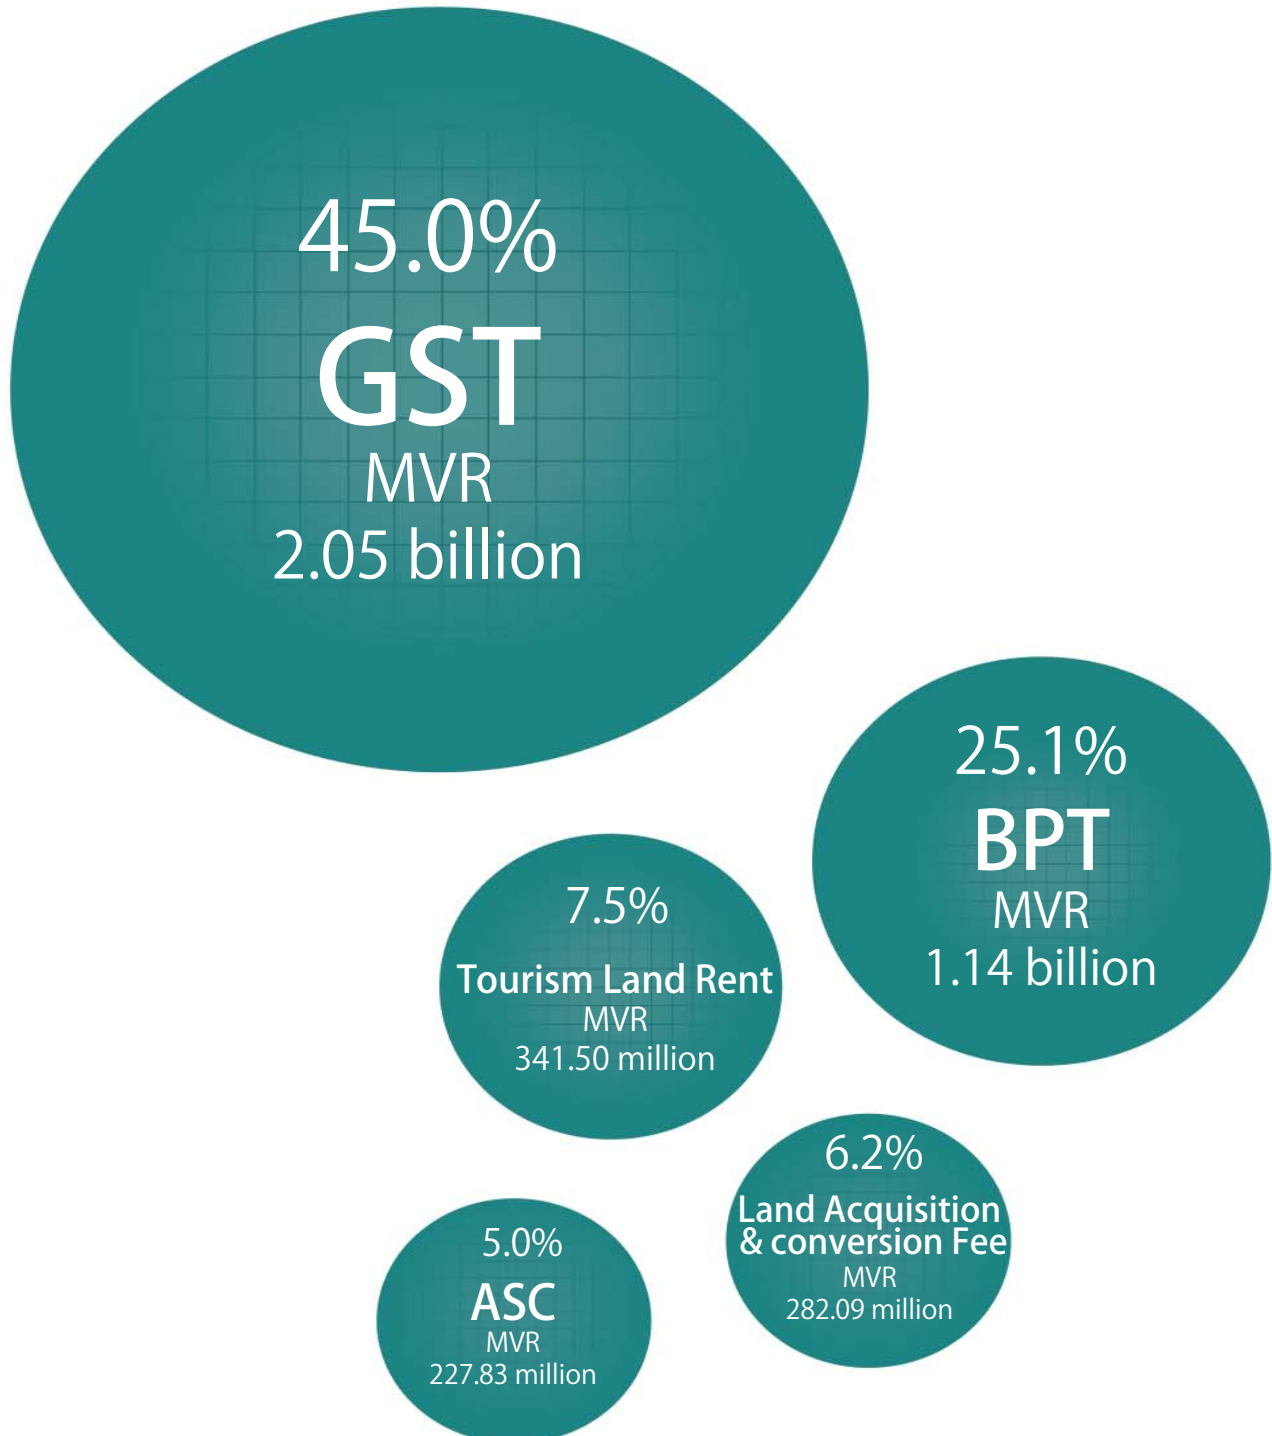 45.0%
GST
MVR
2.05 billion
25.1%
BPT
MVR
1.14 billion
7.5%
Tourism Land Rent
MVR
341.50 million
6.2%
Land Acquisition
& conversion Fee
MVR
282.09 million
5.0%
ASC
MVR
227.83 million